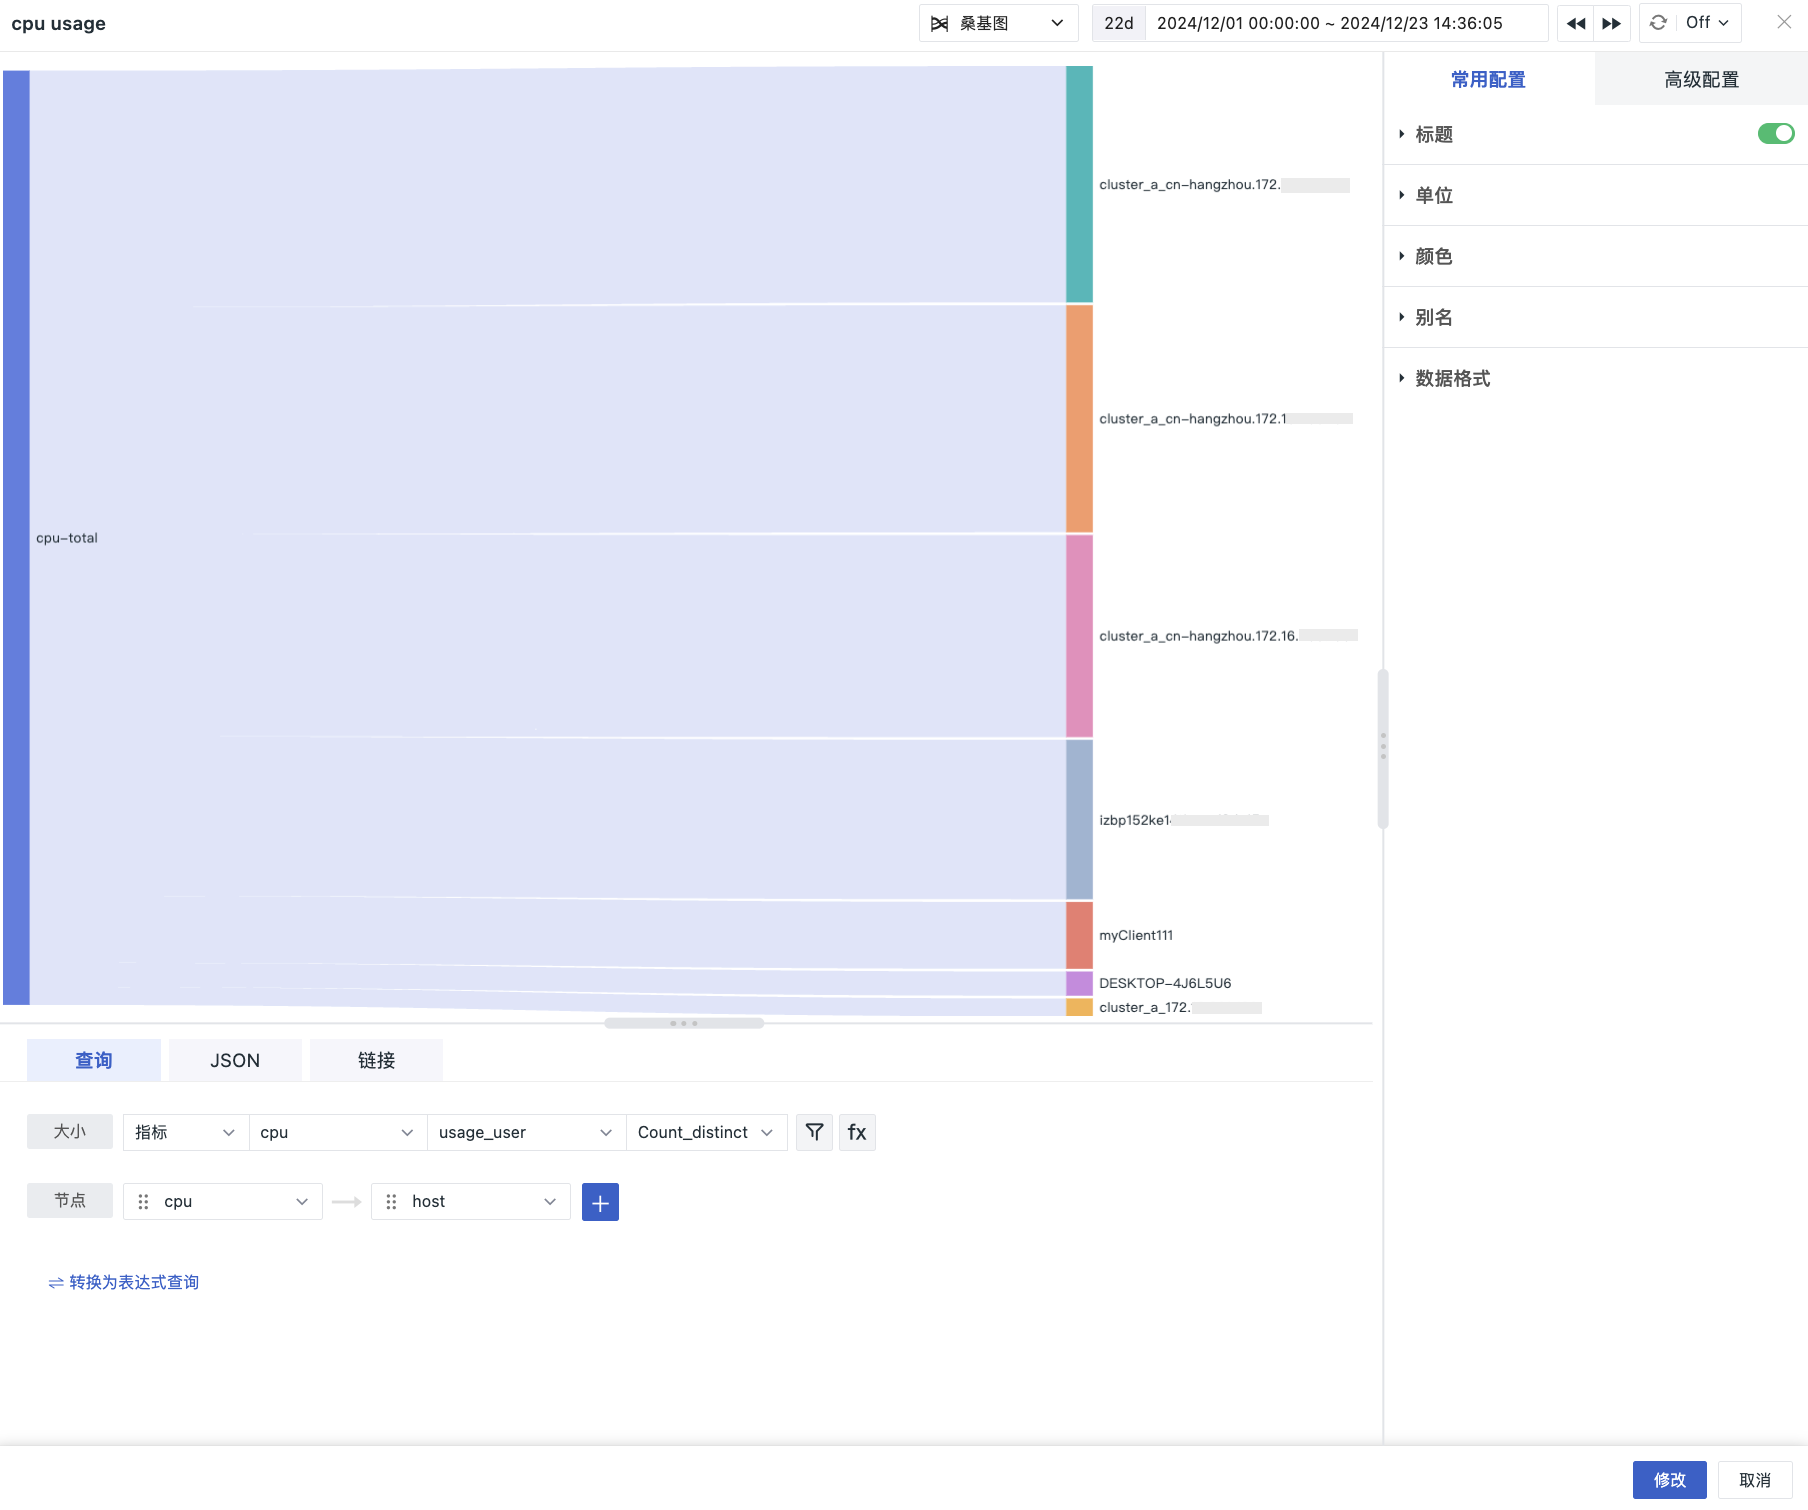 cpu usage
桑基图
22d 2024/12/01 00:00:00 ~ 2024/12/23 14:36:05
Off
常用配置
高级配置
标题
单位
颜色
别名
数据格式
cpu-total
cluster_a_cn-hangzhou.172.
cluster_a_cn-hangzhou.172.1
cluster_a_cn-hangzhou.172.16.
izbp152ke1
myClient111
DESKTOP-4J6L5U6
cluster_a_172.
查询
JSON
链接
大小 指标 cpu usage_user Count_distinct fx
节点 cpu host
转换为表达式查询
修改
取消